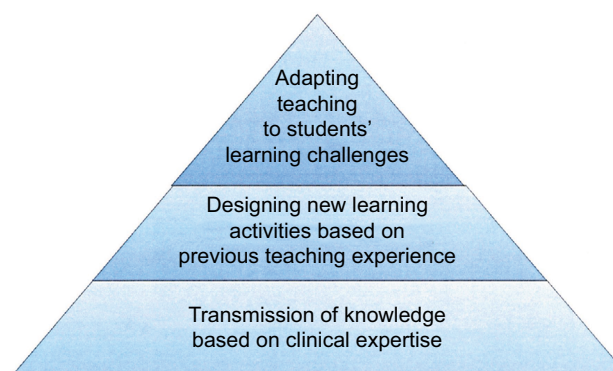 Adapting
teaching
to students’
learning challenges
Designing new learning
activities based on
previous teaching experience
Transmission of knowledge
based on clinical expertise